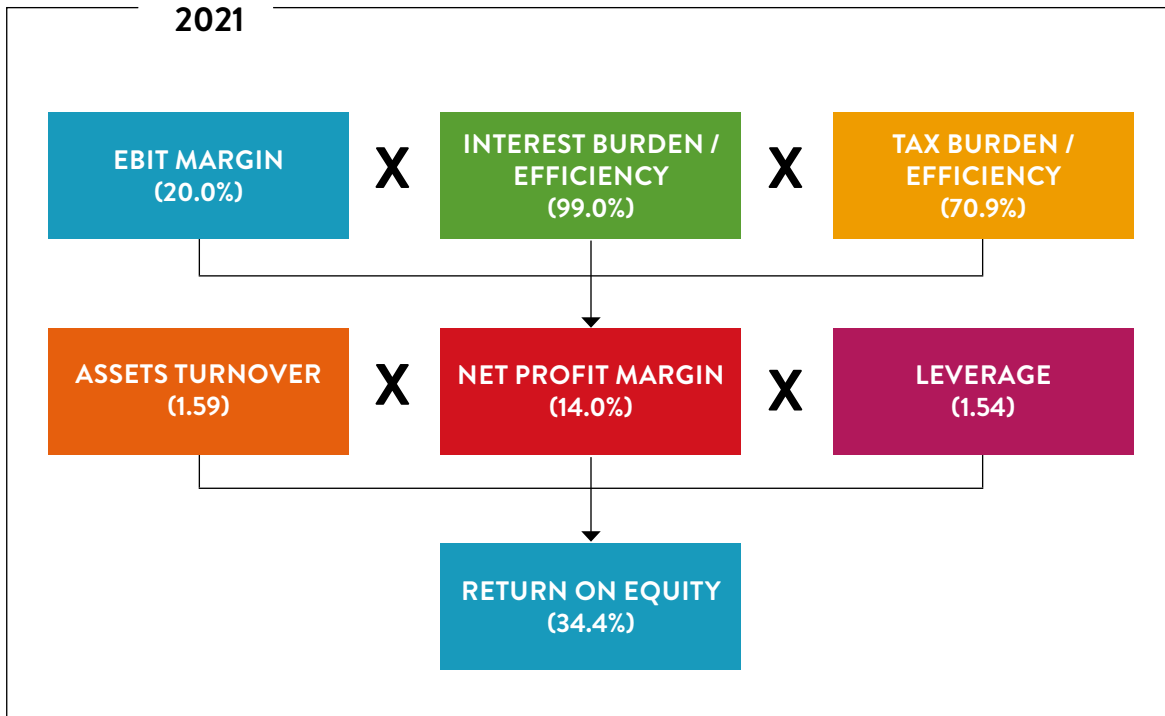 2021
EBIT MARGIN
(20.0%)
X
INTEREST BURDEN /
EFFICIENCY
(99.0%)
X
TAX BURDEN /
EFFICIENCY
(70.9%)
ASSETS TURNOVER
(1.59)
X
NET PROFIT MARGIN
(14.0%)
X
LEVERAGE
(1.54)
RETURN ON EQUITY
(34.4%)